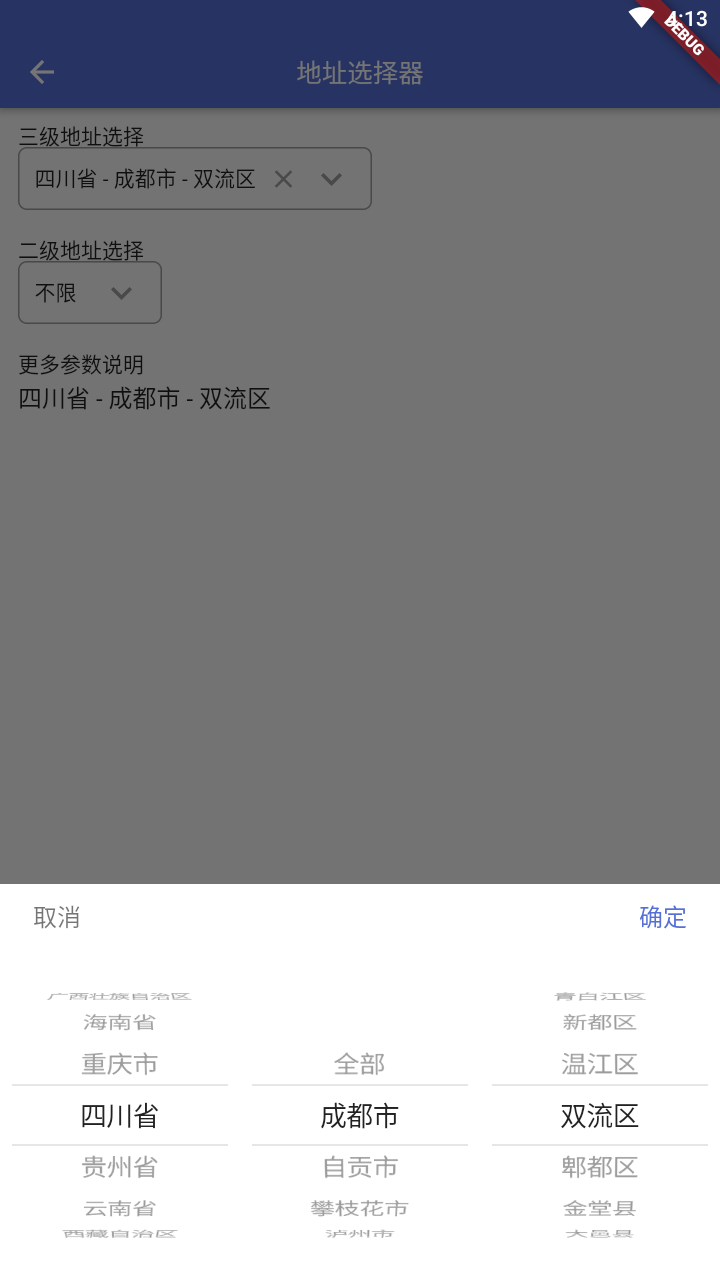 4:13
DEBUG
地址选择器
三级地址选择
四川省 - 成都市 - 双流区
二级地址选择
不限
更多参数说明
四川省 - 成都市 - 双流区
取消 确定
广西壮族自治区 青白江区
海南省 新都区
重庆市 全部 温江区
四川省 成都市 双流区
贵州省 自贡市 郫都区
云南省 攀枝花市 金堂县
西藏自治区 泸州市 大邑县